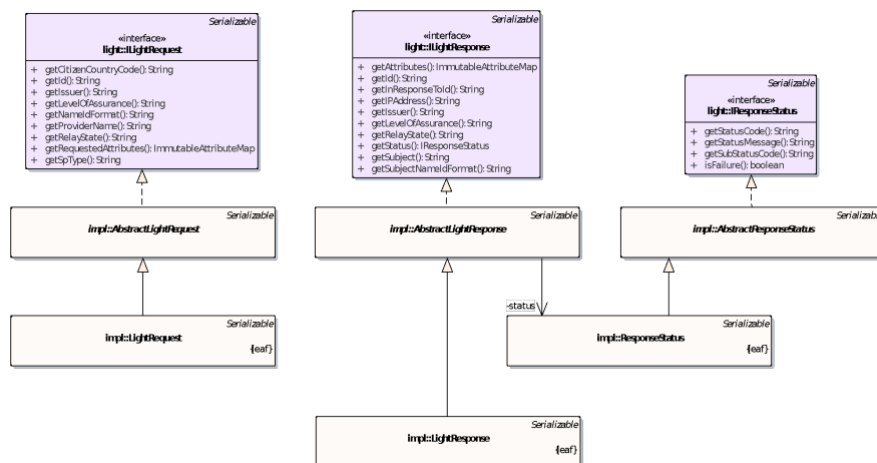 Serializable
«interface»
light::ILightRequest
+ getCitizenCountryCode(): String
+ getId(): String
+ getIssuer(): String
+ getLevelOfAssurance(): String
+ getNameIdFormat(): String
+ getProviderName(): String
+ getRelayState(): String
+ getRequestedAttributes(): ImmutableAttributeMap
+ getSpType(): String
Serializable
«interface»
light::ILightResponse
+ getAttributes(): ImmutableAttributeMap
+ getId(): String
+ getInResponseToId(): String
+ getIPAddress(): String
+ getIssuer(): String
+ getLevelOfAssurance(): String
+ getRelayState(): String
+ getStatus(): IResponseStatus
+ getSubject(): String
+ getSubjectNameIdFormat(): String
Serializable
«interface»
light::IResponseStatus
+ getStatusCode(): String
+ getStatusMessage(): String
+ getSubStatusCode(): String
+ isFailure(): boolean
Serializable
impl::AbstractLightRequest
Serializable
impl::AbstractLightResponse
Serializable
impl::AbstractResponseStatus
-status
Serializable
impl::LightRequest
{leaf}
Serializable
impl::ResponseStatus
{leaf}
Serializable
impl::LightResponse
{leaf}